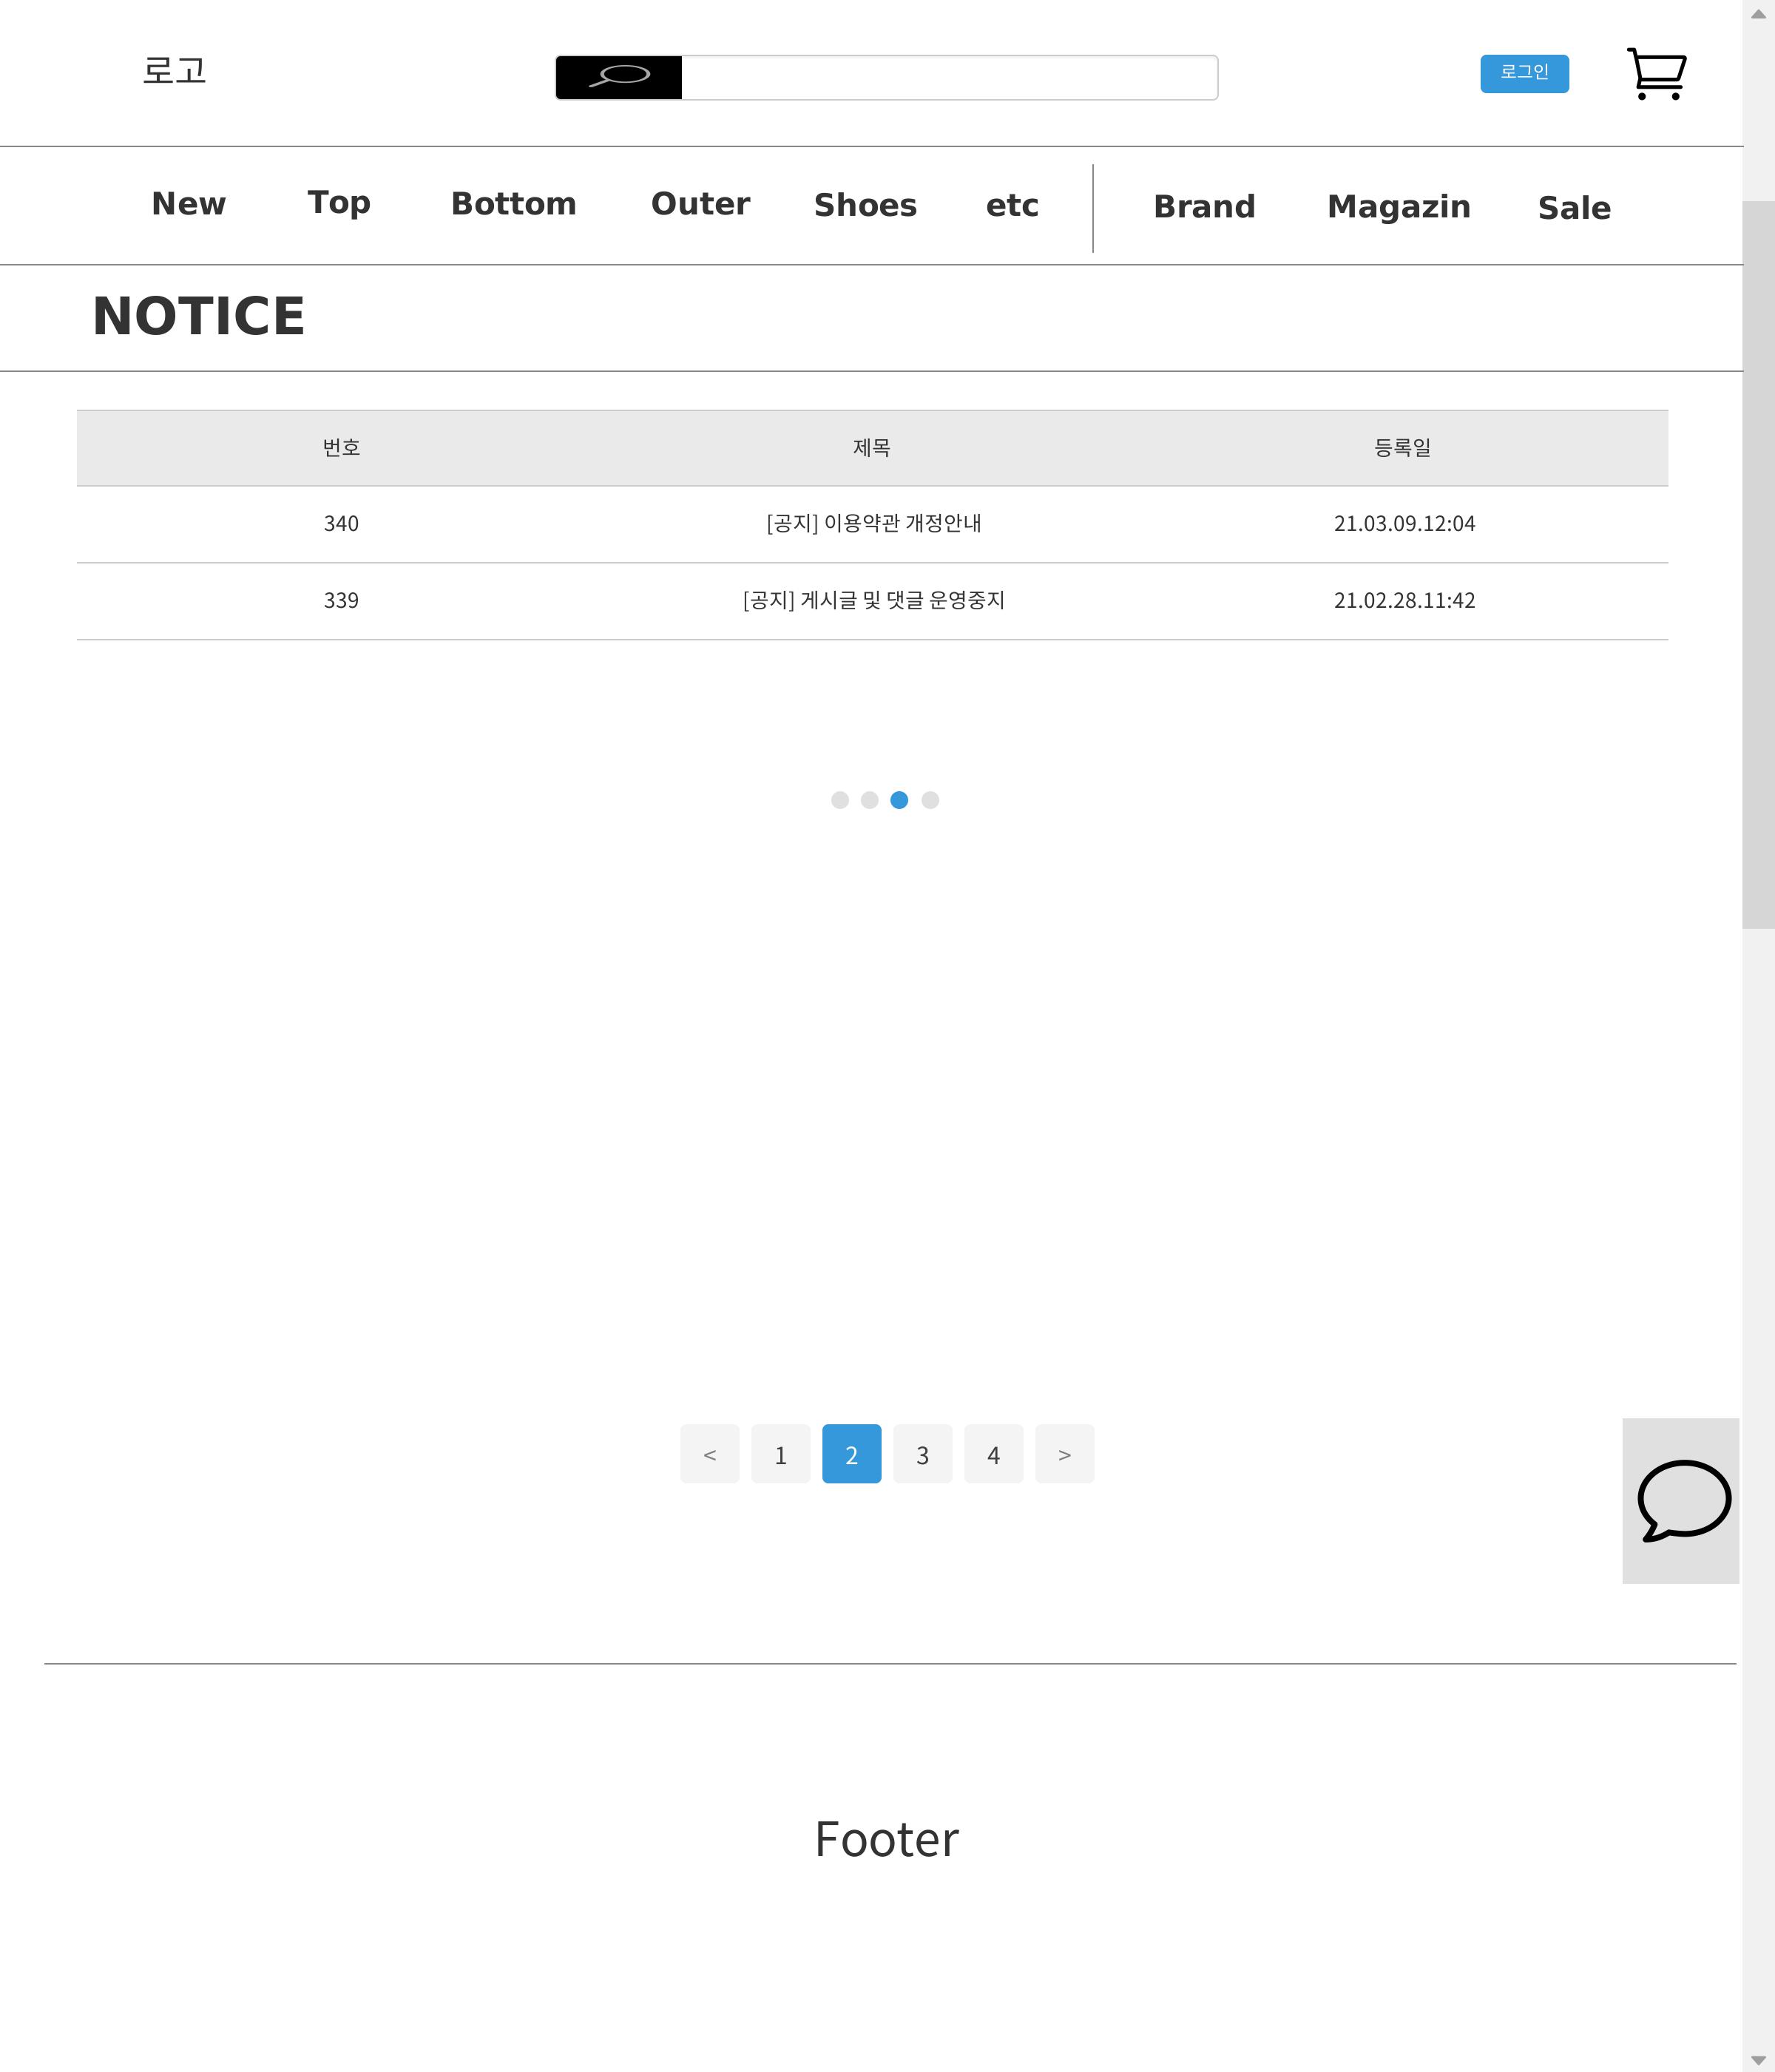 로고
로그인
New Top Bottom Outer Shoes etc Brand Magazin Sale
NOTICE
번호 제목 등록일
340 [공지] 이용약관 개정안내 21.03.09.12:04
339 [공지] 게시글 및 댓글 운영중지 21.02.28.11:42
< 1 2 3 4 >
Footer